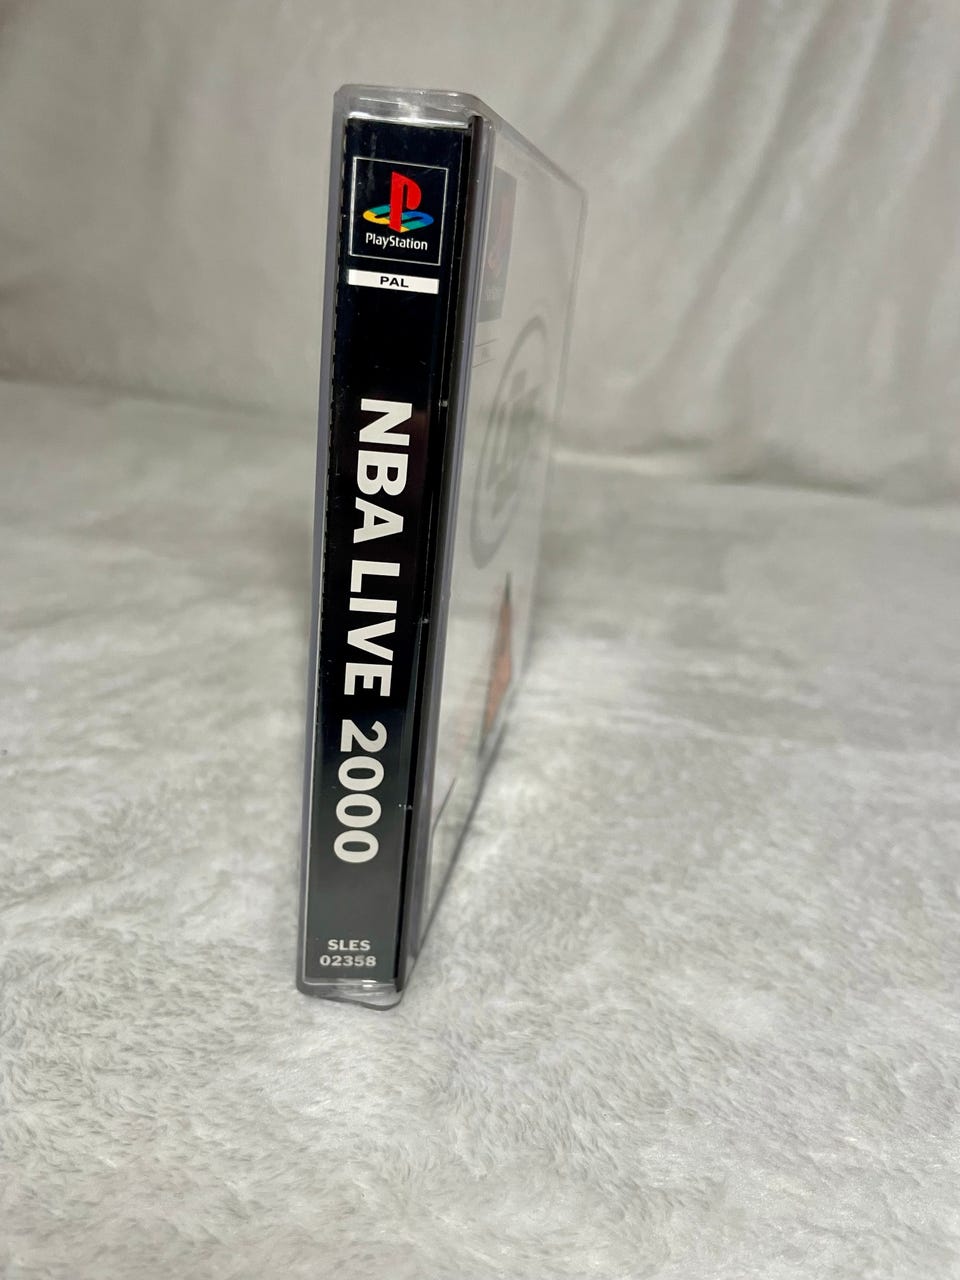 PlayStation
PAL
NBA LIVE 2000
SLES
02358